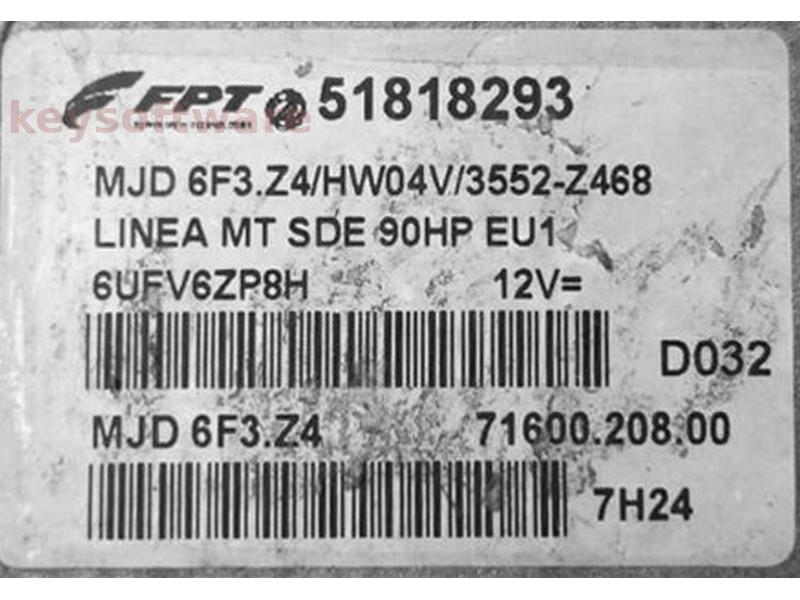 FPT 51818293
keysoftware
MJD 6F3.Z4/HW04V/3552-Z468
LINEA MT SDE 90HP EU1
6UFV6ZP8H 12V=
D032
MJD 6F3.Z4 71600.208.00
7H24